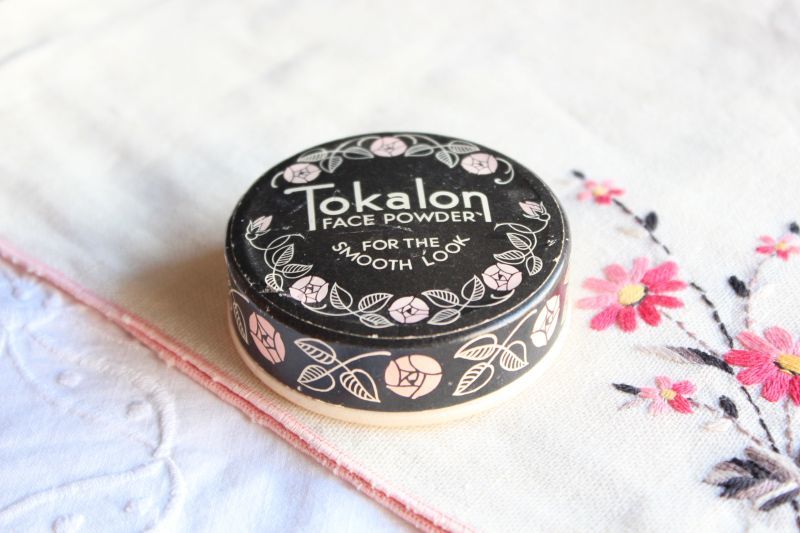 Tokalon
FACE POWDER
FOR THE
SMOOTH LOOK